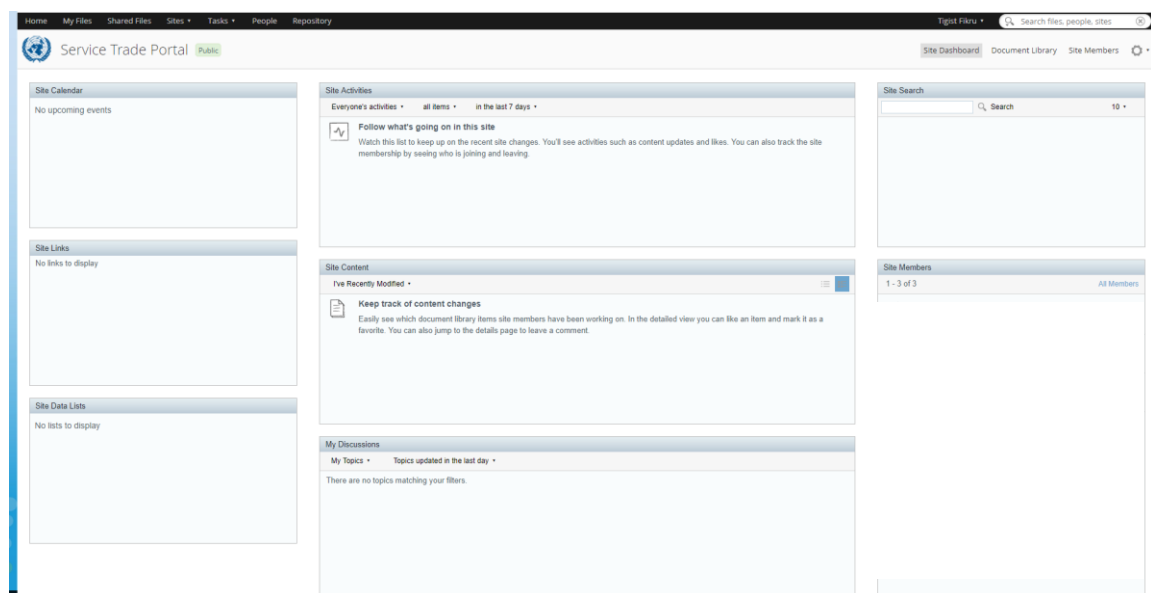 Home My Files Shared Files Sites Tasks People Repository Tigist Fikru Search files, people, sites
Service Trade Portal Public Site Dashboard Document Library Site Members
Site Calendar
No upcoming events
Site Links
No links to display
Site Data Lists
No lists to display
Site Activities
Everyone's activities all items in the last 7 days
Follow what's going on in this site
Watch this list to keep up on the recent site changes. You'll see activities such as content updates and likes. You can also track the site
membership by seeing who is joining and leaving.
Site Content
I've Recently Modified
Keep track of content changes
Easily see which document library items site members have been working on. In the detailed view you can like an item and mark it as a
favorite. You can also jump to the details page to leave a comment.
My Discussions
My Topics Topics updated in the last day
There are no topics matching your filters.
Site Search
Search 10
Site Members
1 - 3 of 3 All Members